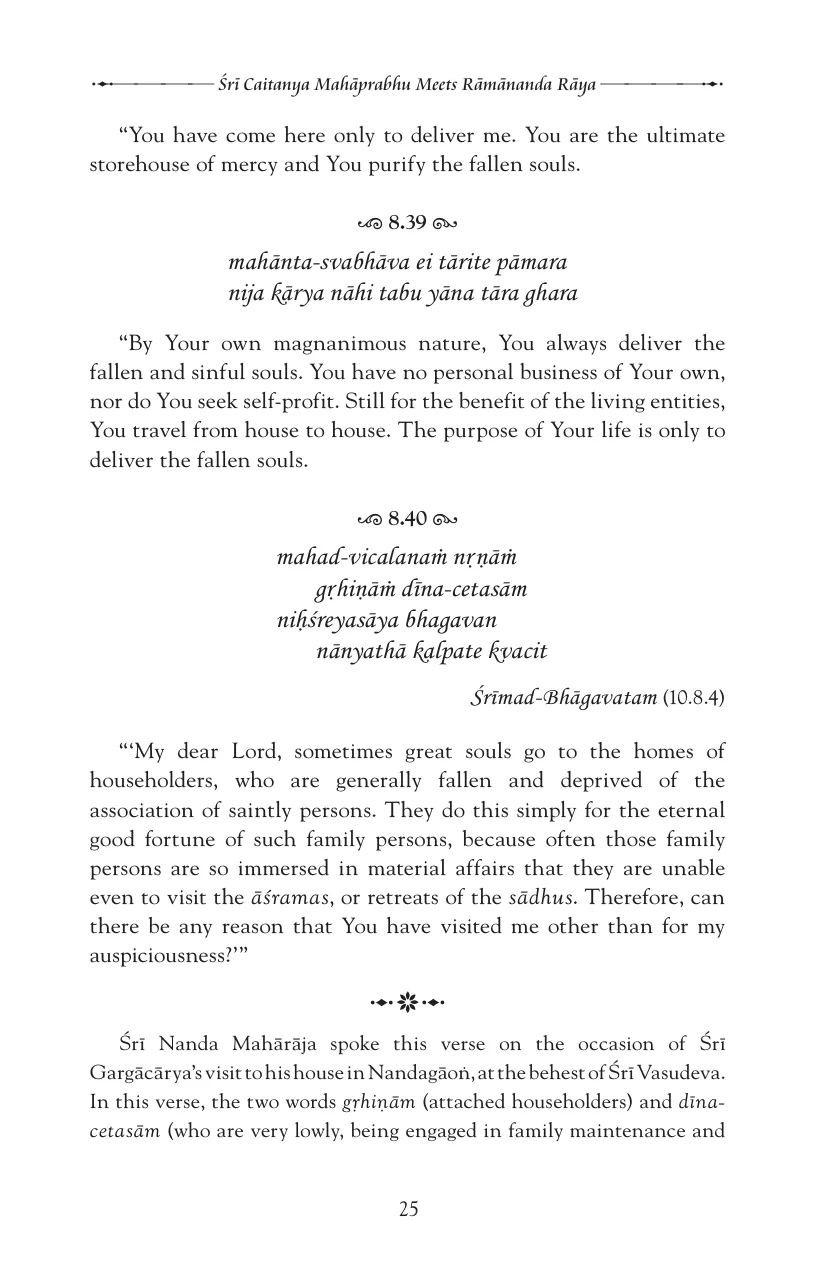 Śrī Caitanya Mahāprabhu Meets Rāmānanda Rāya
“You have come here only to deliver me. You are the ultimate
storehouse of mercy and You purify the fallen souls.
8.39
mahānta-svabhāva ei tārite pāmara
nija kārya nāhi tabu yāna tāra ghara
“By Your own magnanimous nature, You always deliver the
fallen and sinful souls. You have no personal business of Your own,
nor do You seek self-profit. Still for the benefit of the living entities,
You travel from house to house. The purpose of Your life is only to
deliver the fallen souls.
8.40
mahad-vicalanaṁ nṛṇāṁ
gṛhiṇāṁ dīna-cetasām
niḥśreyasāya bhagavan
nānyathā kalpate kvacit
Śrīmad-Bhāgavatam (10.8.4)
“‘My dear Lord, sometimes great souls go to the homes of
householders, who are generally fallen and deprived of the
association of saintly persons. They do this simply for the eternal
good fortune of such family persons, because often those family
persons are so immersed in material affairs that they are unable
even to visit the āśramas, or retreats of the sādhus. Therefore, can
there be any reason that You have visited me other than for my
auspiciousness?’”
Śrī Nanda Mahārāja spoke this verse on the occasion of Śrī
Gargācārya’s visit to his house in Nandagāoṅ, at the behest of Śrī Vasudeva.
In this verse, the two words gṛhiṇām (attached householders) and dīna-
cetasām (who are very lowly, being engaged in family maintenance and
25